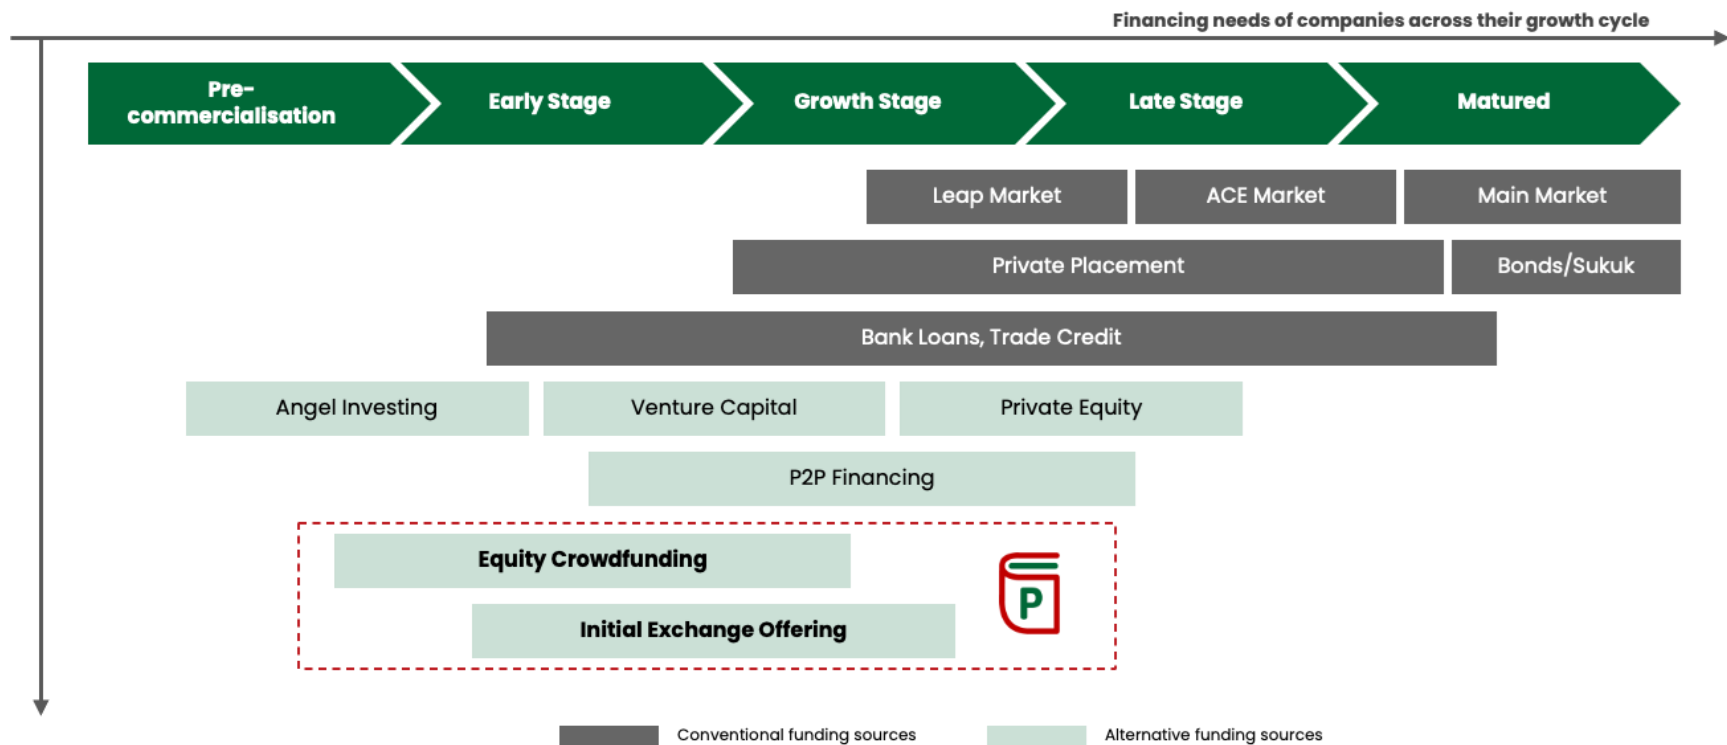 Financing needs of companies across their growth cycle
Pre-
commercialisation
Early Stage
Growth Stage
Late Stage
Matured
Leap Market
ACE Market
Main Market
Private Placement
Bonds/Sukuk
Bank Loans, Trade Credit
Angel Investing
Venture Capital
Private Equity
P2P Financing
Equity Crowdfunding
P
Initial Exchange Offering
Conventional funding sources
Alternative funding sources